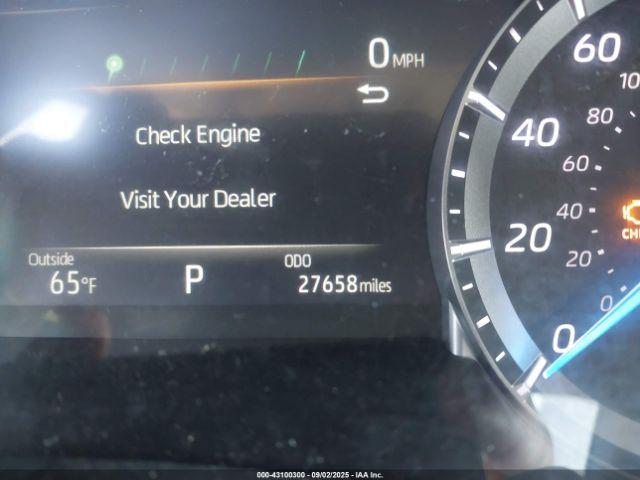 0 MPH
Check Engine
Visit Your Dealer
Outside
65°F
P
ODO
27658 miles
60
40
20
0
100
80
60
40
20
0
000-43100300 - 09/02/2025 - IAA Inc.